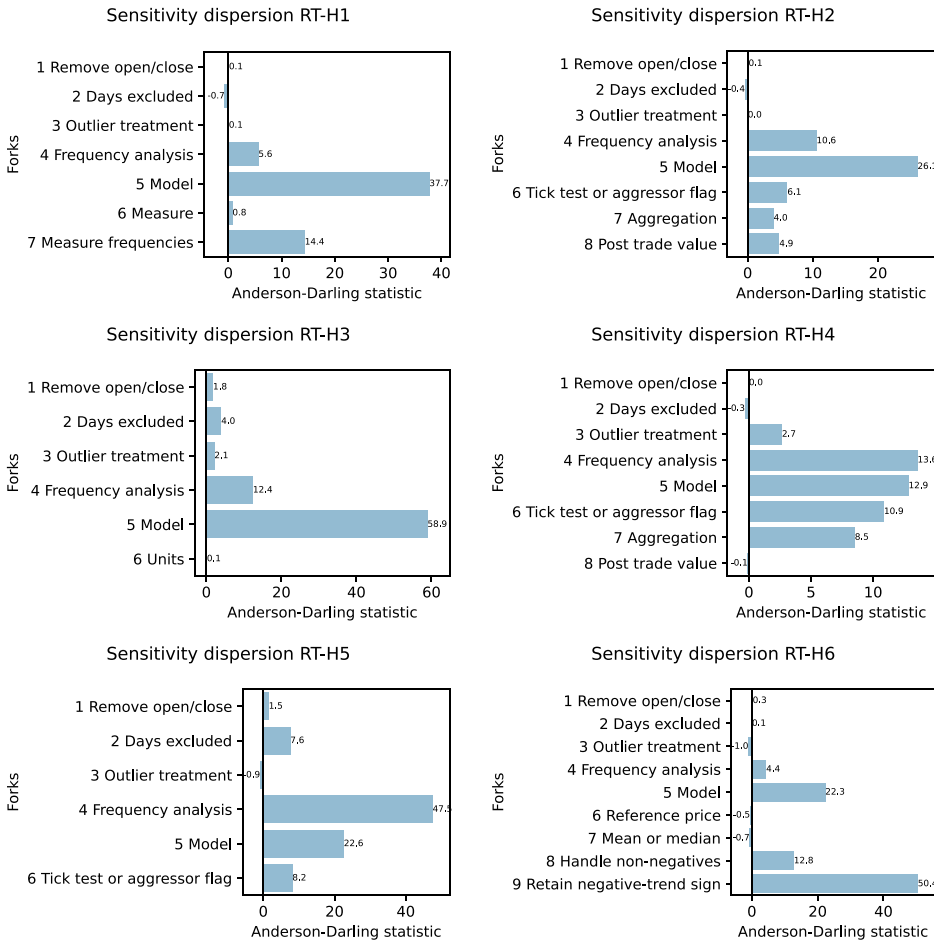 Sensitivity dispersion RT-H1
Forks
1 Remove open/close 0.1
2 Days excluded -0.7
3 Outlier treatment 0.1
4 Frequency analysis 5.6
5 Model 37.7
6 Measure 0.8
7 Measure frequencies 14.4
0 10 20 30 40
Anderson-Darling statistic
Sensitivity dispersion RT-H2
Forks
1 Remove open/close 0.1
2 Days excluded -0.4
3 Outlier treatment 0.0
4 Frequency analysis 10.6
5 Model 26.
6 Tick test or aggressor flag 6.1
7 Aggregation 4.0
8 Post trade value 4.9
0 10 20
Anderson-Darling statistic
Sensitivity dispersion RT-H3
Forks
1 Remove open/close 1.8
2 Days excluded 4.0
3 Outlier treatment 2.1
4 Frequency analysis 12.4
5 Model 58.9
6 Units 0.1
0 20 40 60
Anderson-Darling statistic
Sensitivity dispersion RT-H4
Forks
1 Remove open/close 0.0
2 Days excluded -0.3
3 Outlier treatment 2.7
4 Frequency analysis 13.6
5 Model 12.9
6 Tick test or aggressor flag 10.9
7 Aggregation 8.5
8 Post trade value -0.1
0 5 10
Anderson-Darling statistic
Sensitivity dispersion RT-H5
Forks
1 Remove open/close 1.5
2 Days excluded 7.6
3 Outlier treatment -0.9
4 Frequency analysis 47.5
5 Model 22.6
6 Tick test or aggressor flag 8.2
0 20 40
Anderson-Darling statistic
Sensitivity dispersion RT-H6
Forks
1 Remove open/close 0.3
2 Days excluded 0.1
3 Outlier treatment -1.0
4 Frequency analysis 4.4
5 Model 22.3
6 Reference price -0.5
7 Mean or median -0.7
8 Handle non-negatives 12.8
9 Retain negative-trend sign 50.4
0 20 40
Anderson-Darling statistic